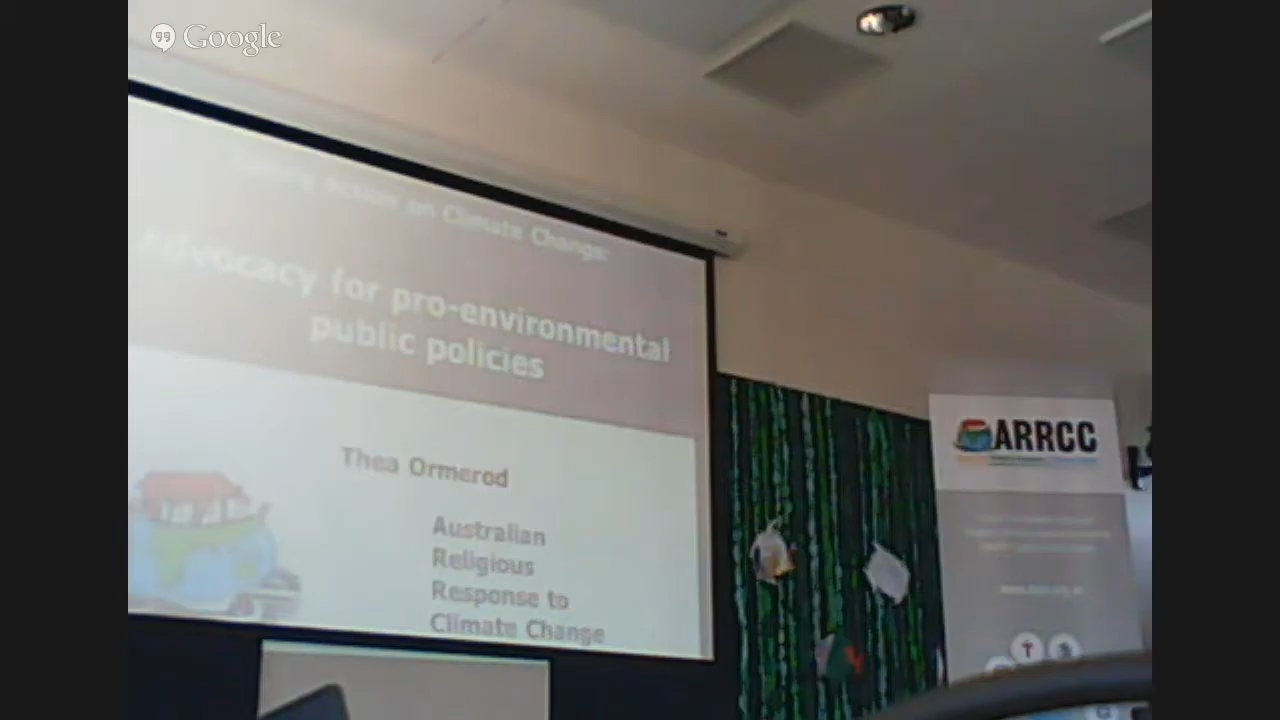 Google
Action on Climate Change:
Advocacy for pro-environmental
public policies
Thea Ormerod
Australian
Religious
Response to
Climate Change
ARRCC